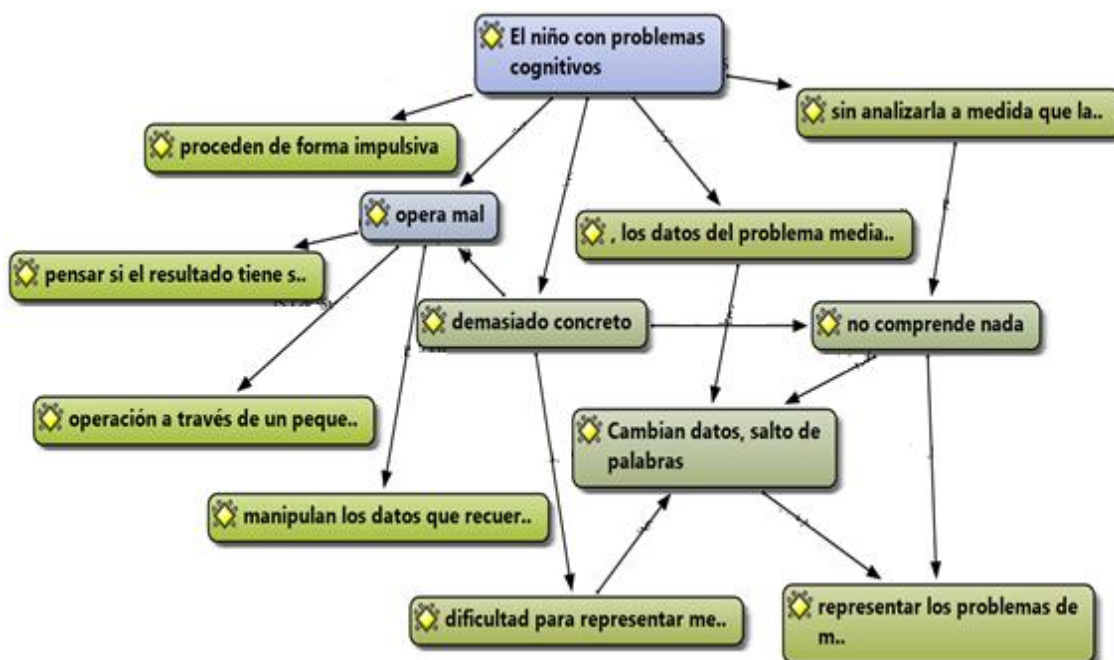 El niño con problemas
cognitivos
sin analizarla a medida que la..
proceden de forma impulsiva
opera mal
, los datos del problema media..
pensar si el resultado tiene s..
demasiado concreto
no comprende nada
operación a través de un peque..
Cambian datos, salto de
palabras
manipulan los datos que recuer..
dificultad para representar me..
representar los problemas de
m..